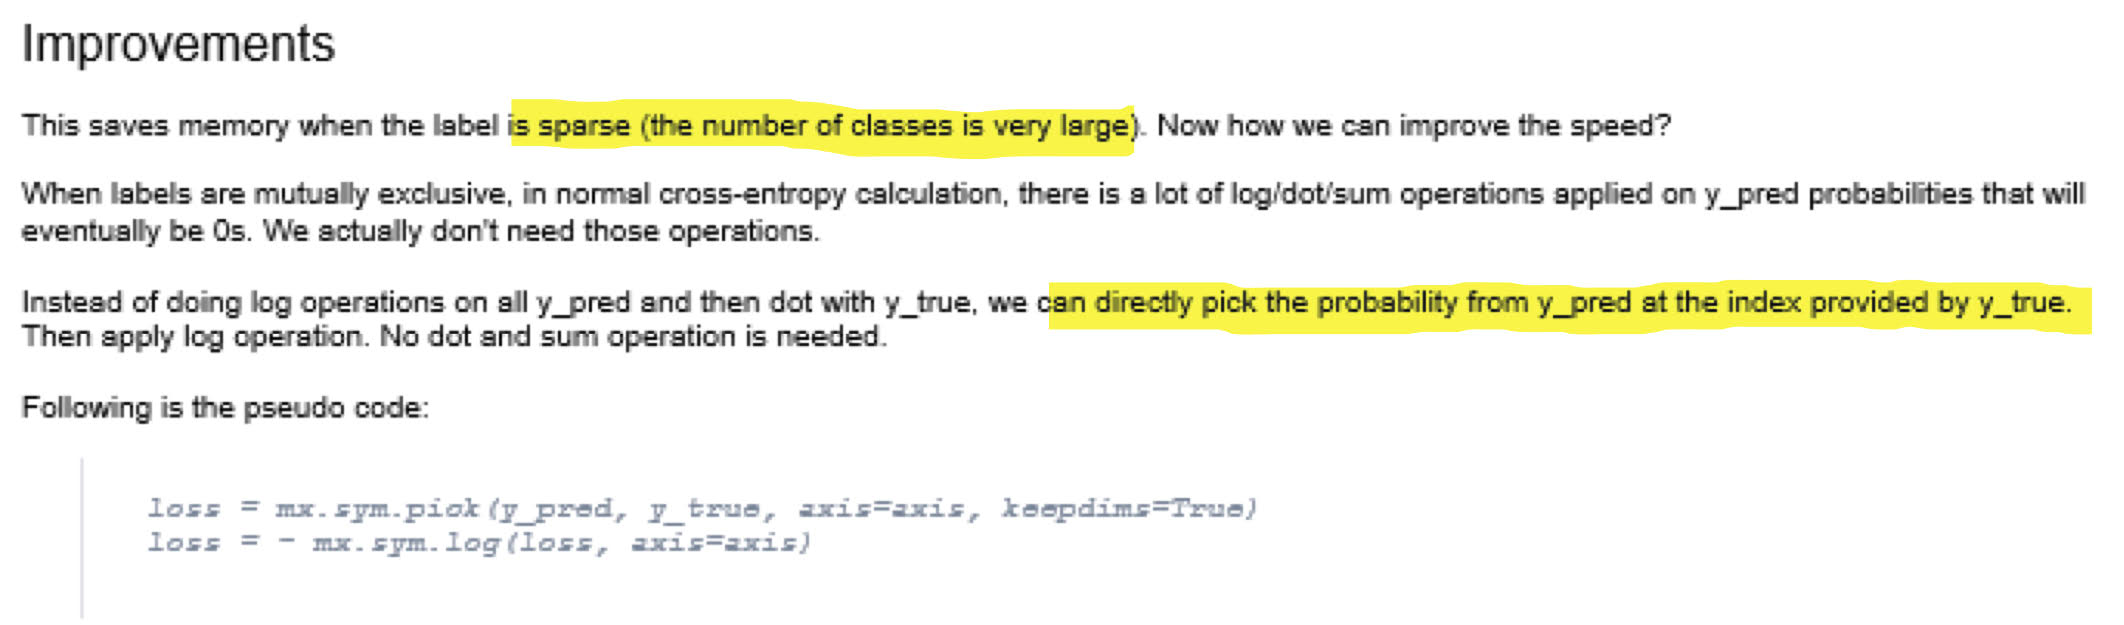 Improvements
This saves memory when the label is sparse (the number of classes is very large). Now how we can improve the speed?
When labels are mutually exclusive, in normal cross-entropy calculation, there is a lot of log/dot/sum operations applied on y_pred probabilities that will
eventually be 0s. We actually don't need those operations.
Instead of doing log operations on all y_pred and then dot with y_true, we can directly pick the probability from y_pred at the index provided by y_true.
Then apply log operation. No dot and sum operation is needed.
Following is the pseudo code:
loss = mx.sym.pick(y_pred, y_true, axis=axis, keepdims=True)
loss = - mx.sym.log(loss, axis=axis)